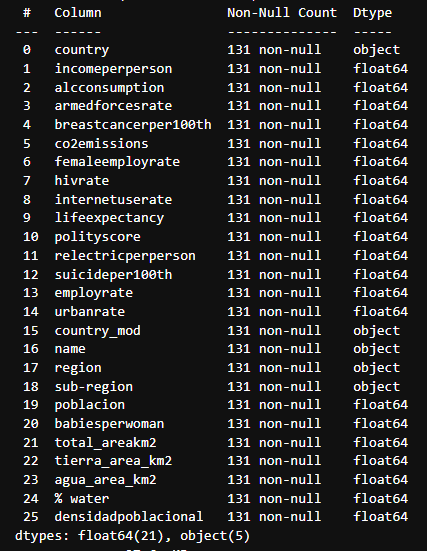 #   Column               Non-Null Count  Dtype
---  ------               --------------  -----
 0   country              131 non-null    object
 1   incomeperperson      131 non-null    float64
 2   alcconsumption       131 non-null    float64
 3   armedforcesrate      131 non-null    float64
 4   breastcancerper100th 131 non-null    float64
 5   co2emissions         131 non-null    float64
 6   femaleemployrate     131 non-null    float64
 7   hivrate              131 non-null    float64
 8   internetuserate      131 non-null    float64
 9   lifeexpectancy       131 non-null    float64
 10  polityscore          131 non-null    float64
 11  relectricperperson   131 non-null    float64
 12  suicideper100th      131 non-null    float64
 13  employrate           131 non-null    float64
 14  urbanrate            131 non-null    float64
 15  country_mod          131 non-null    object
 16  name                 131 non-null    object
 17  region               131 non-null    object
 18  sub-region           131 non-null    object
 19  poblacion            131 non-null    float64
 20  babiesperwoman       131 non-null    float64
 21  total_areakm2        131 non-null    float64
 22  tierra_area_km2      131 non-null    float64
 23  agua_area_km2        131 non-null    float64
 24  % water              131 non-null    float64
 25  densidadpoblacional  131 non-null    float64
dtypes: float64(21), object(5)